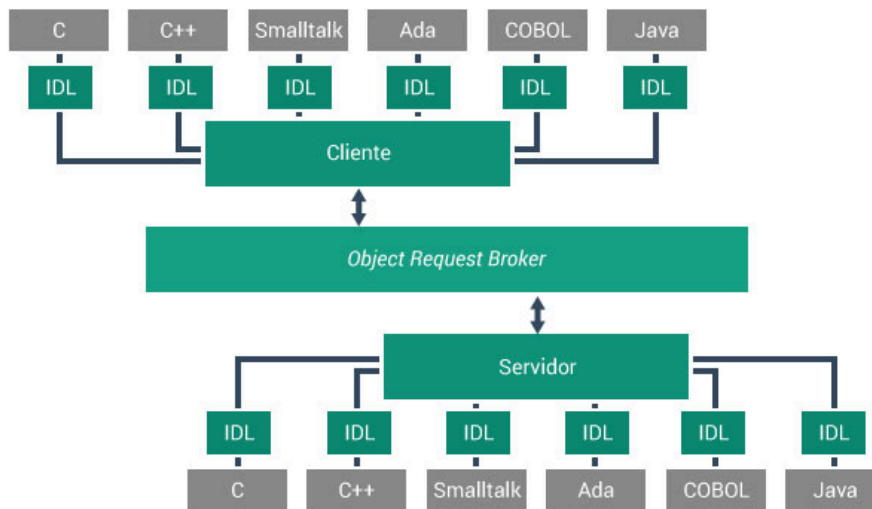 C C++ Smalltalk Ada COBOL Java
IDL IDL IDL IDL IDL IDL
Cliente
Object Request Broker
Servidor
IDL IDL IDL IDL IDL IDL
C C++ Smalltalk Ada COBOL Java